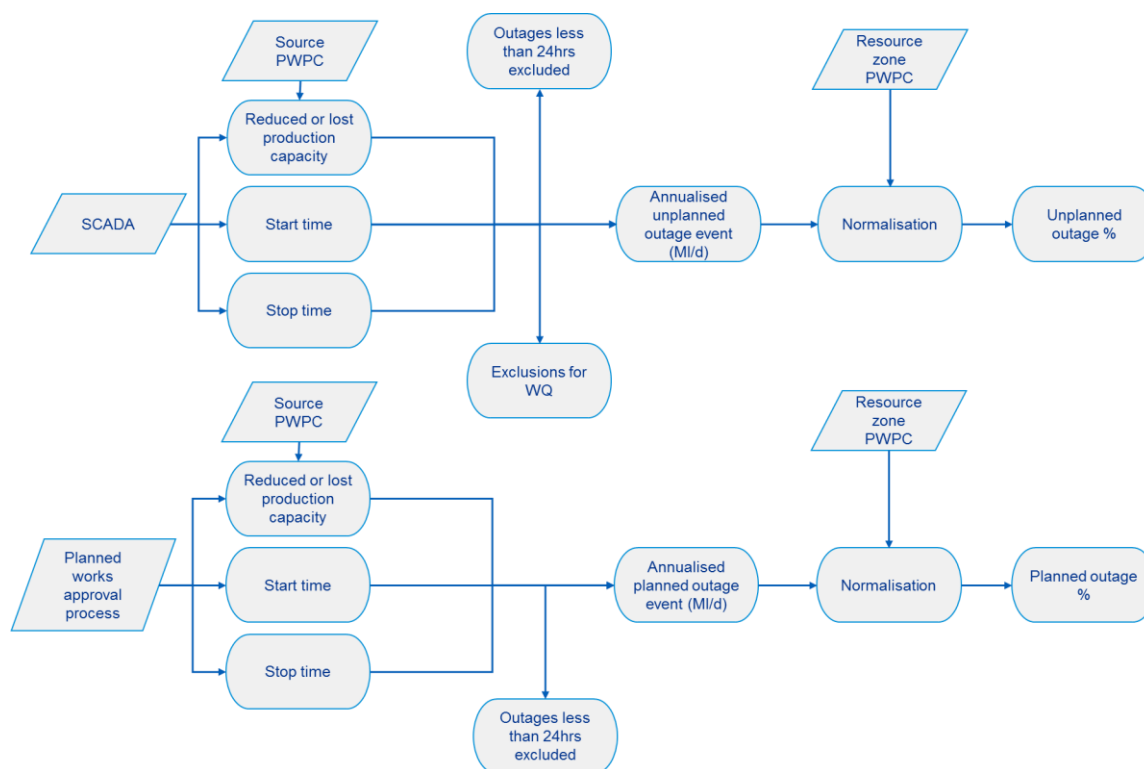 Source
PWPC
Outages less
than 24hrs
excluded
Resource
zone
PWPC
Reduced or lost
production
capacity
SCADA
Start time
Annualised
unplanned
outage event
(Ml/d)
Normalisation
Unplanned
outage %
Stop time
Exclusions for
WQ
Source
PWPC
Resource
zone
PWPC
Reduced or lost
production
capacity
Planned
works
approval
process
Start time
Annualised
planned outage
event (Ml/d)
Normalisation
Planned outage
%
Stop time
Outages less
than 24hrs
excluded